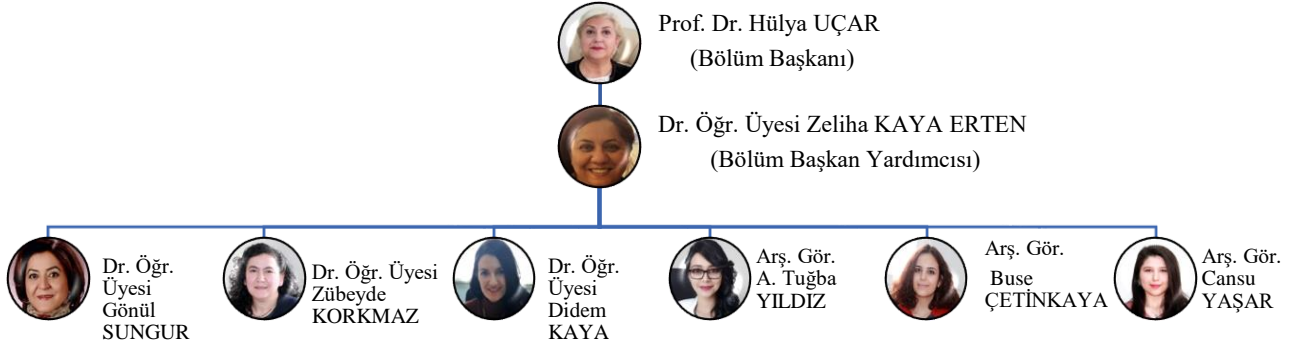 Prof. Dr. Hülya UÇAR
(Bölüm Başkanı)
Dr. Öğr. Üyesi Zeliha KAYA ERTEN
(Bölüm Başkan Yardımcısı)
Dr. Öğr.
Üyesi
Gönül
SUNGUR
Dr. Öğr. Üyesi
Zübeyde
KORKMAZ
Dr. Öğr.
Üyesi
Didem
KAYA
Arş. Gör.
A. Tuğba
YILDIZ
Arş. Gör.
Buse
ÇETİNKAYA
Arş. Gör.
Cansu
YAŞAR